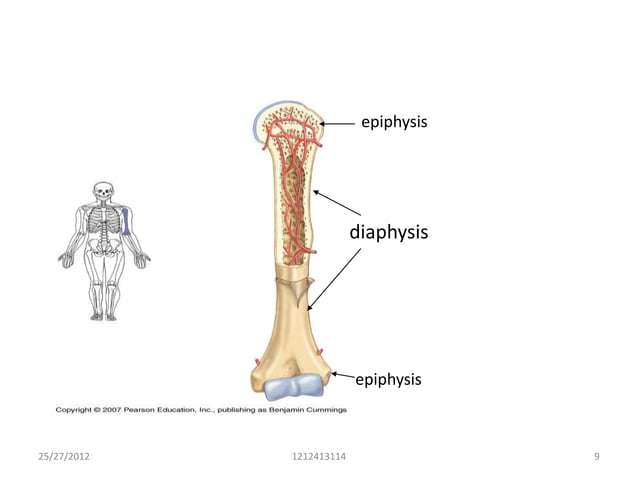 epiphysis
diaphysis
epiphysis
Copyright © 2007 Pearson Education, Inc., publishing as Benjamin Cummings
25/27/2012 1212413114 9